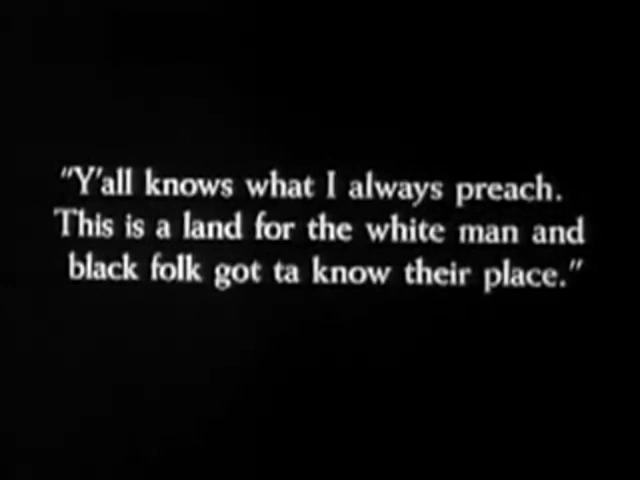 "Y'all knows what I always preach.
This is a land for the white man and
black folk got ta know their place."